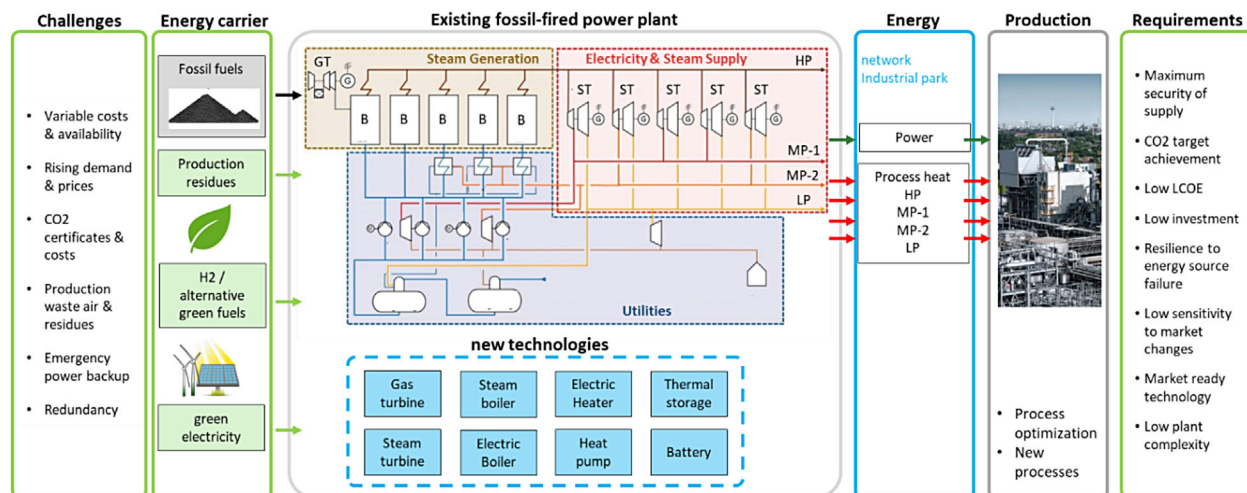 Challenges
Energy carrier
Existing fossil-fired power plant
Energy
Production
Requirements
• Variable costs
& availability
• Rising demand
& prices
• CO2
certificates &
costs
• Production
waste air &
residues
• Emergency
power backup
• Redundancy
Fossil fuels
Production
residues
H2 /
alternative
green fuels
green
electricity
GT
G
Steam Generation
B
B
B
B
B
Electricity & Steam Supply
HP
ST
ST
ST
ST
ST
G
G
G
G
G
MP-1
MP-2
LP
Utilities
new technologies
Gas
turbine
Steam
boiler
Electric
Heater
Thermal
storage
Steam
turbine
Electric
Boiler
Heat
pump
Battery
network
Industrial park
Power
Process heat
HP
MP-1
MP-2
LP
• Process
optimization
• New
processes
• Maximum
security of
supply
• CO2 target
achievement
• Low LCOE
• Low investment
• Resilience to
energy source
failure
• Low sensitivity
to market
changes
• Market ready
technology
• Low plant
complexity